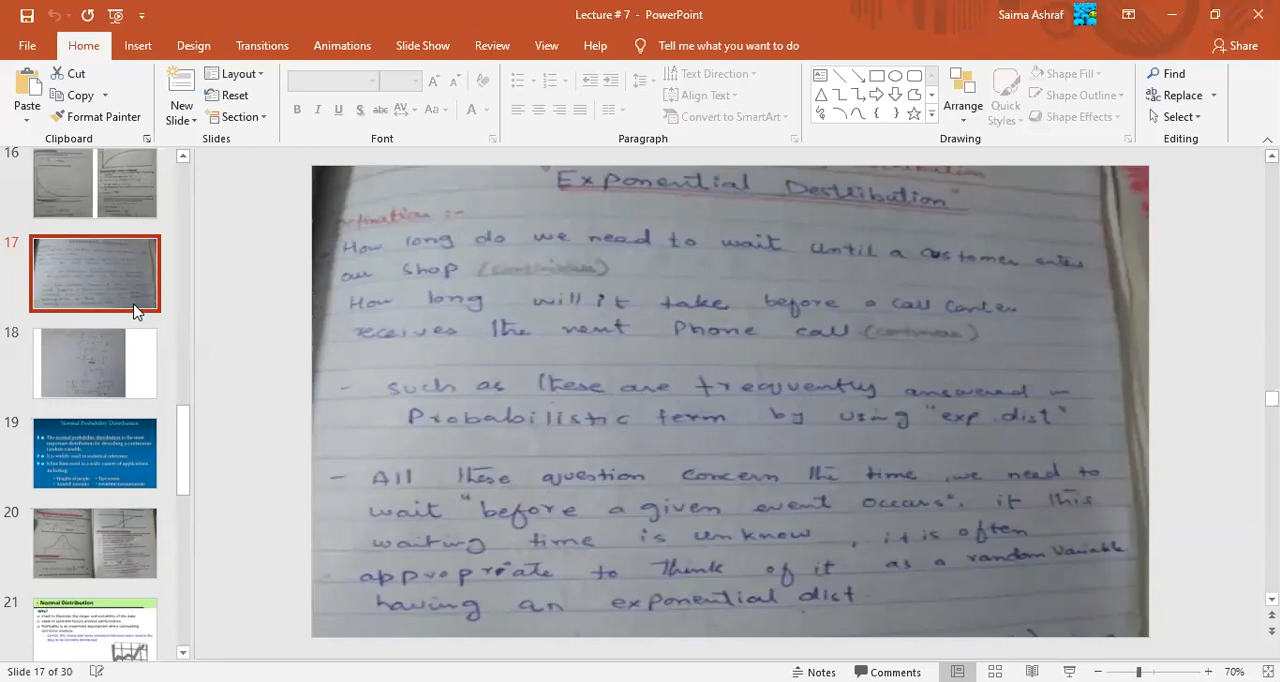 Lecture # 7 - PowerPoint
Saima Ashraf
File Home Insert Design Transitions Animations Slide Show Review View Help Tell me what you want to do
Share
Paste
Cut
Copy
Format Painter
Clipboard
New Slide
Layout
Reset
Section
Slides
Font
Text Direction
Align Text
Convert to SmartArt
Paragraph
Arrange
Quick Styles
Shape Fill
Shape Outline
Shape Effects
Drawing
Find
Replace
Select
Editing
16
17
18
19
Normal Probability Distribution
20
21
Normal Distribution
"Exponential Destribution"
How long do we need to wait until a customer enters
our shop (continious)
How long will it take before a call center
receives the next Phone call
- such as these are frequently answered in
Probabilistic term by using "exp.dist"
- All these question concern the time we need to
wait "before a given event occurs". if this
waiting time is unknow, it is often
appropriate to think of it as a random variable
having an exponential dist.
Slide 17 of 30
Notes
Comments
70%